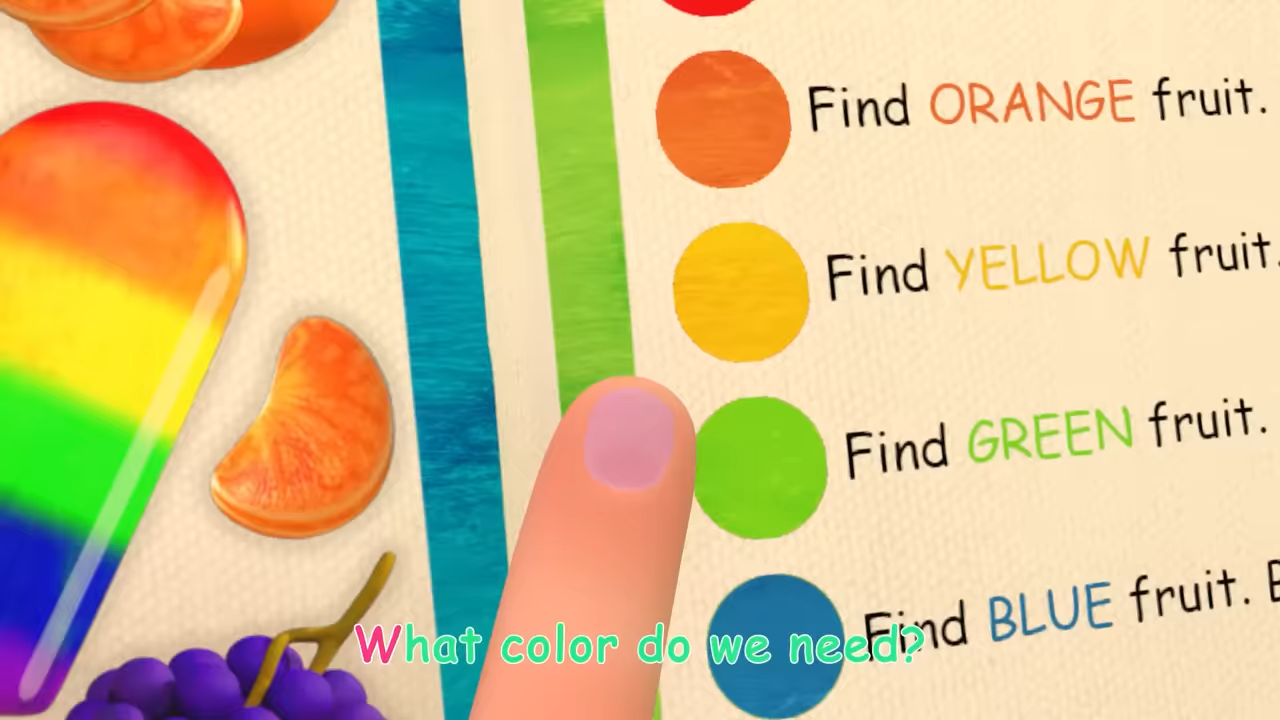 Find ORANGE fruit.
Find YELLOW fruit.
Find GREEN fruit.
Find BLUE fruit.
What color do we need?